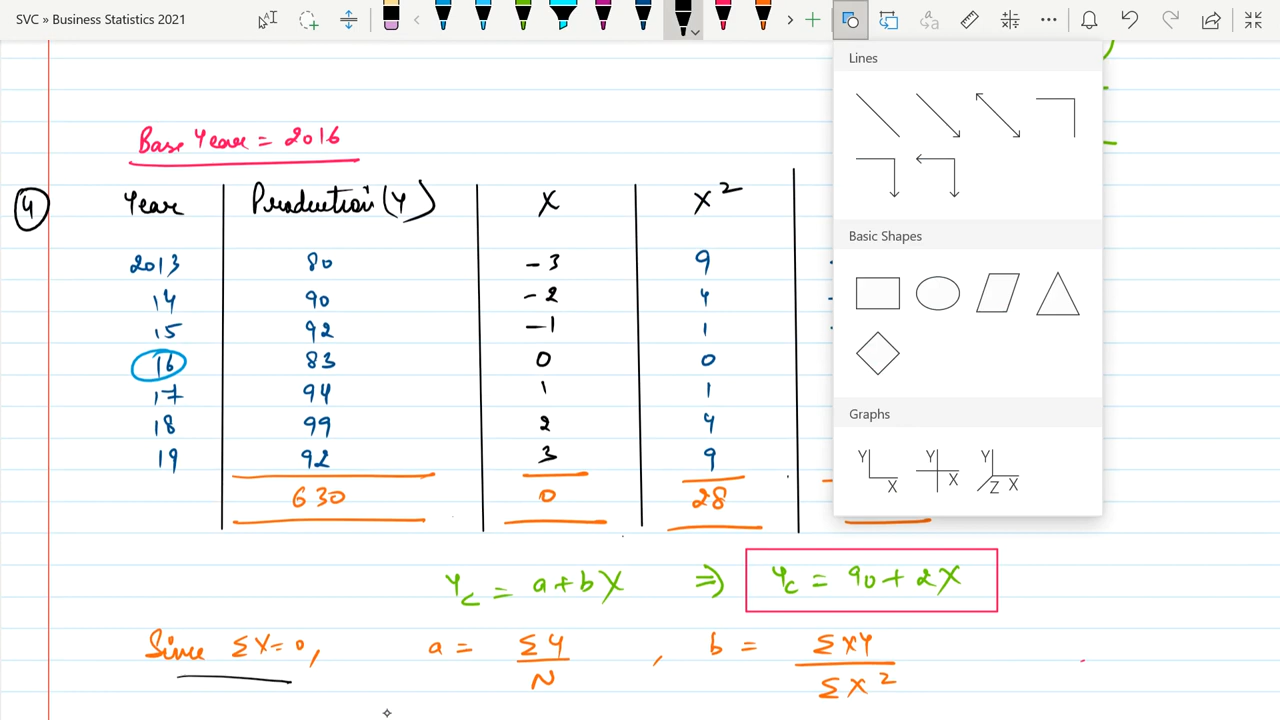 SVC » Business Statistics 2021
Lines
Base Year = 2016
4 Year Production (Y) X X²
Basic Shapes
2013 80 -3 9
14 90 -2 4
15 92 -1 1
16 83 0 0
17 94 1 1
18 99 2 4
Graphs
19 92 3 9
Y X Y X Y Z X
630 0 28
Yc = a + bX ⇒ Yc = 90 + 2X
Since ΣX = 0, a = ΣY / N , b = ΣXY / ΣX²